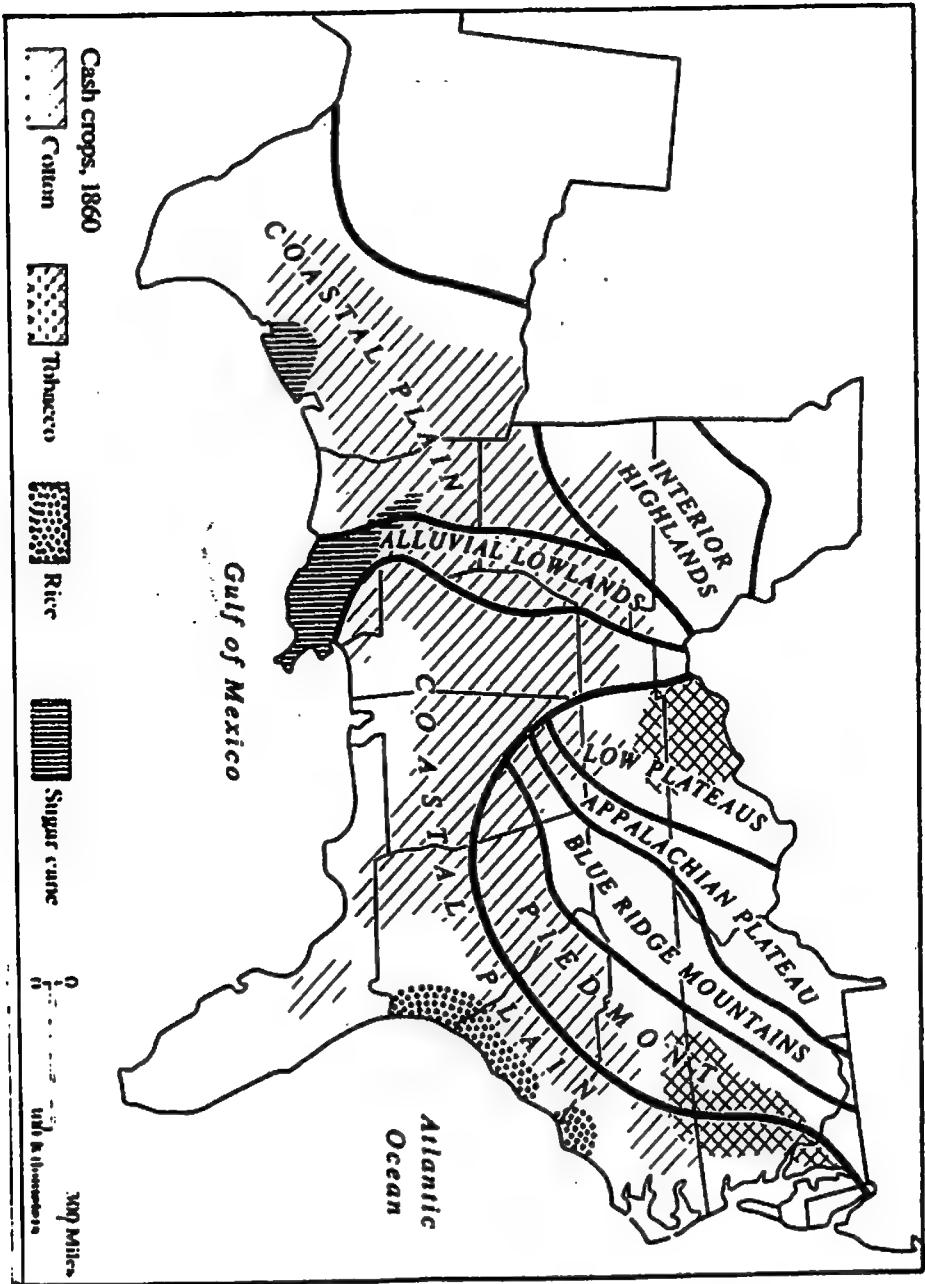 INTERIOR
HIGHLANDS
LOW PLATEAUS
APPALACHIAN PLATEAU
BLUE RIDGE MOUNTAINS
PIEDMONT
COASTAL PLAIN
ALLUVIAL LOWLANDS
COASTAL PLAIN
Atlantic
Ocean
Gulf of Mexico
Cash crops, 1860
Cotton
Tobacco
Rice
Sugar cane
0
300 Miles
0